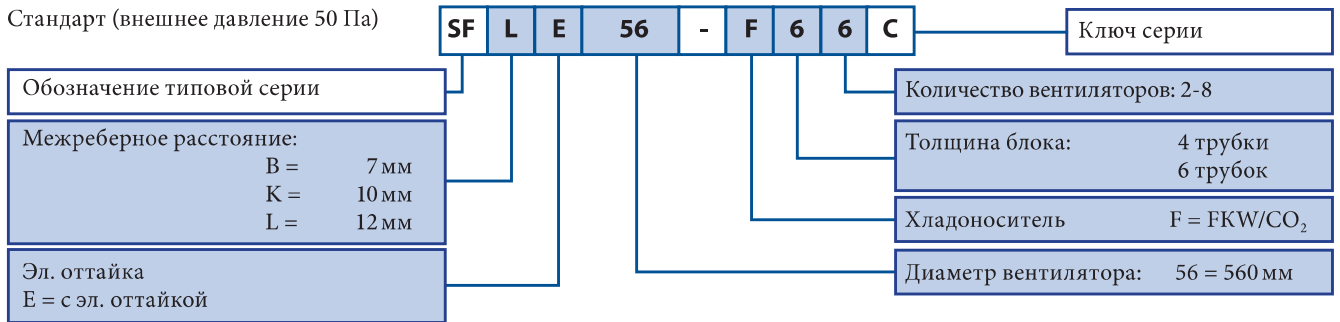 Стандарт (внешнее давление 50 Па)
SF L E 56 - F 6 6 C
Ключ серии
Обозначение типовой серии
Межреберное расстояние:
B = 7 мм
K = 10 мм
L = 12 мм
Эл. оттайка
E = с эл. оттайкой
Количество вентиляторов: 2-8
Толщина блока: 4 трубки
6 трубок
Хладоноситель F = FKW/CO₂
Диаметр вентилятора: 56 = 560 мм